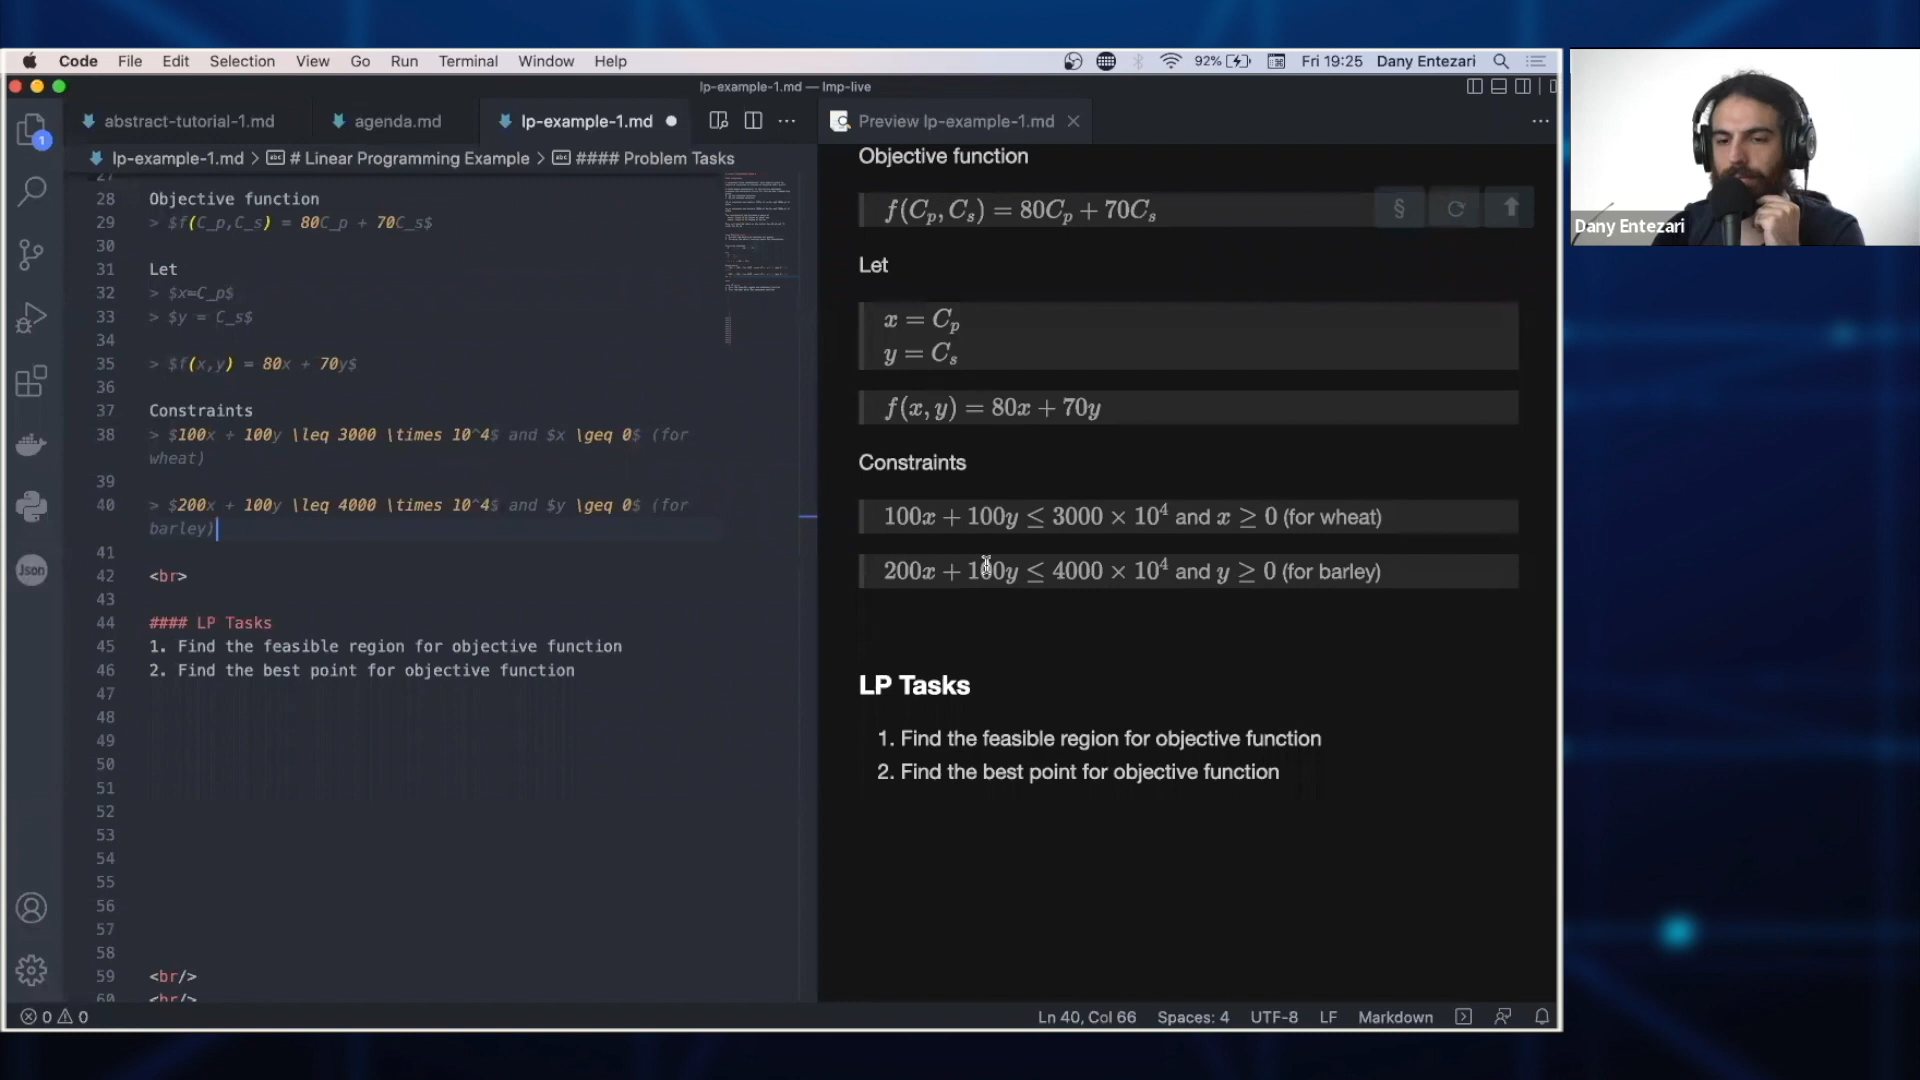 Code File Edit Selection View Go Run Terminal Window Help 92% Fri 19:25 Dany Entezari
lp-example-1.md — lmp-live
abstract-tutorial-1.md agenda.md lp-example-1.md Preview lp-example-1.md
lp-example-1.md > # Linear Programming Example > #### Problem Tasks
27
28 Objective function
29 > $f(C_p,C_s) = 80C_p + 70C_s$
30
31 Let
32 > $x=C_p$
33 > $y = C_s$
34
35 > $f(x,y) = 80x + 70y$
36
37 Constraints
38 > $100x + 100y \leq 3000 \times 10^4$ and $x \geq 0$ (for
wheat)
39
40 > $200x + 100y \leq 4000 \times 10^4$ and $y \geq 0$ (for
barley)
41
42 <br>
43
44 #### LP Tasks
45 1. Find the feasible region for objective function
46 2. Find the best point for objective function
47
48
49
50
51
52
53
54
55
56
57
58
59 <br/>
60 <br/>
1
Json
Objective function
f(C_p, C_s) = 80C_p + 70C_s
§
Let
x = C_p
y = C_s
f(x, y) = 80x + 70y
Constraints
100x + 100y ≤ 3000 × 10^4 and x ≥ 0 (for wheat)
200x + 100y ≤ 4000 × 10^4 and y ≥ 0 (for barley)
LP Tasks
1. Find the feasible region for objective function
2. Find the best point for objective function
0 0 Ln 40, Col 66 Spaces: 4 UTF-8 LF Markdown
Dany Entezari